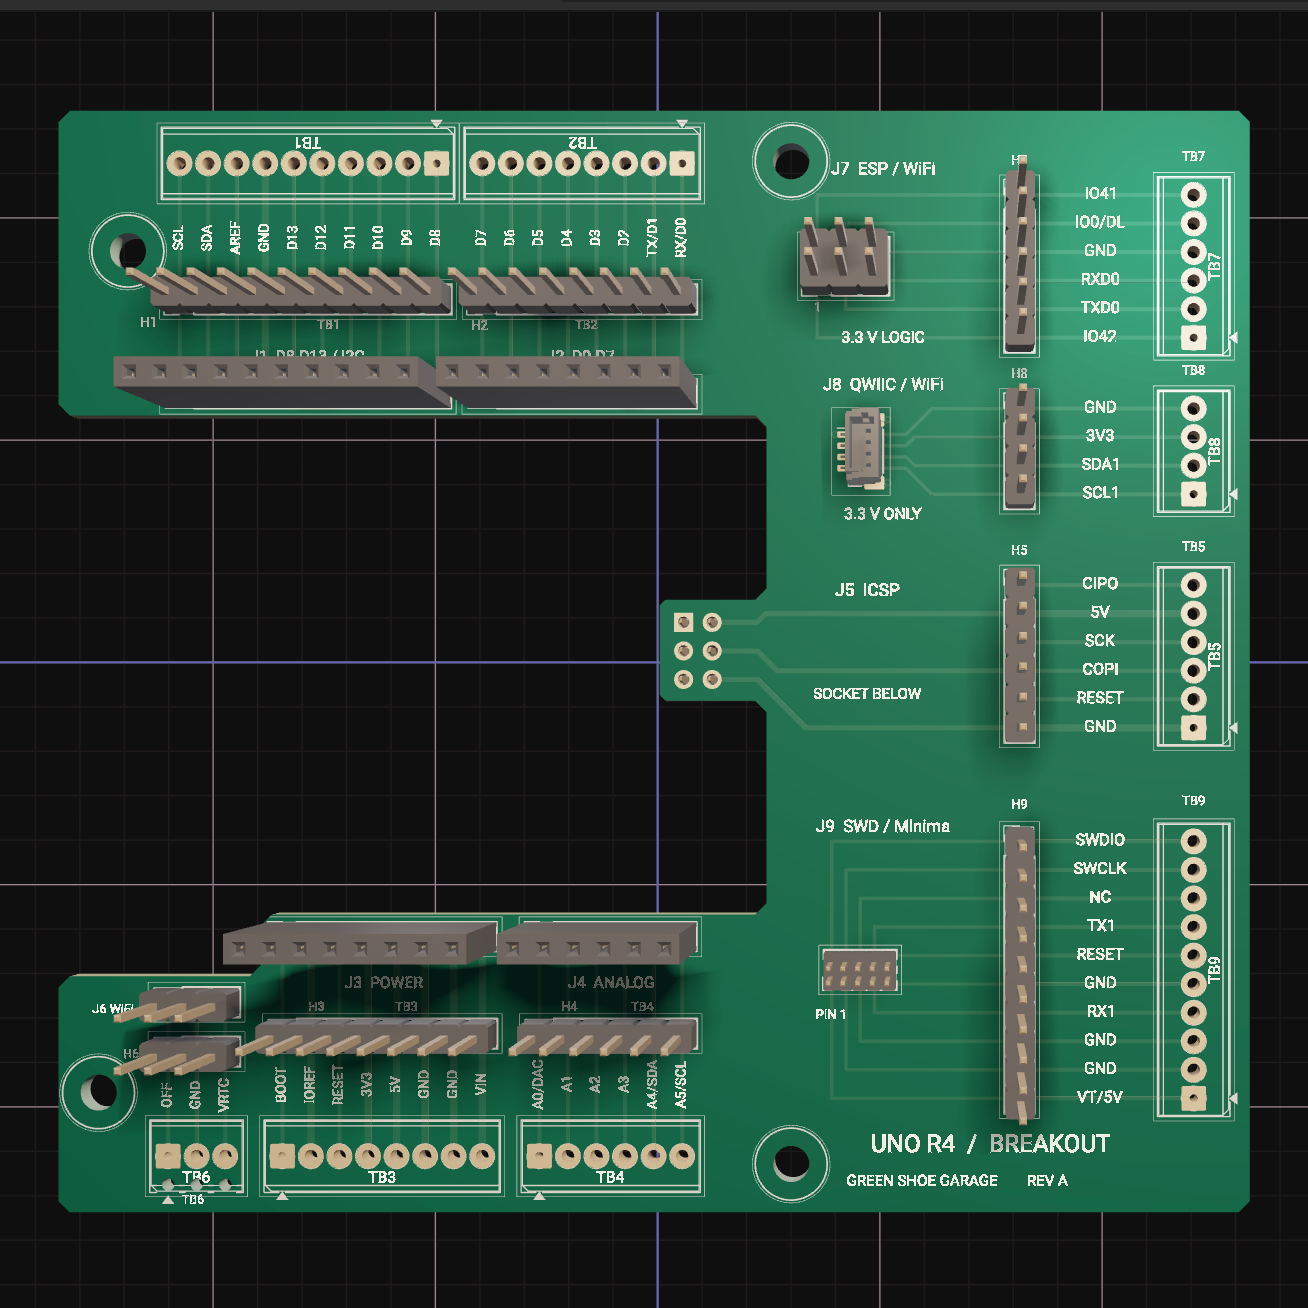 TB1
TB2
SCL
SDA
AREF
GND
D13
D12
D11
D10
D9
D8
D7
D6
D5
D4
D3
D2
TX/D1
RX/D0
H1
TB1
H2
TB2
J7 ESP / WiFi
1
3.3 V LOGIC
IO41
IO0/DL
GND
RXD0
TXD0
IO42
TB7
TB7
J8 QWIIC / WiFi
3.3 V ONLY
H8
GND
3V3
SDA1
SCL1
TB8
TB8
J5 ICSP
SOCKET BELOW
H5
CIPO
5V
SCK
COPI
RESET
GND
TB5
TB5
J9 SWD / Minima
PIN 1
H9
SWDIO
SWCLK
NC
TX1
RESET
GND
RX1
GND
GND
VT/5V
TB9
TB9
J3 POWER
J4 ANALOG
H3
TB3
H4
TB4
J6 WiFi
H6
OFF
GND
VRTC
BOOT
IOREF
RESET
3V3
5V
GND
GND
VIN
A0/DAC
A1
A2
A3
A4/SDA
A5/SCL
TB6
TB6
TB3
TB4
UNO R4 / BREAKOUT
GREEN SHOE GARAGE REV A